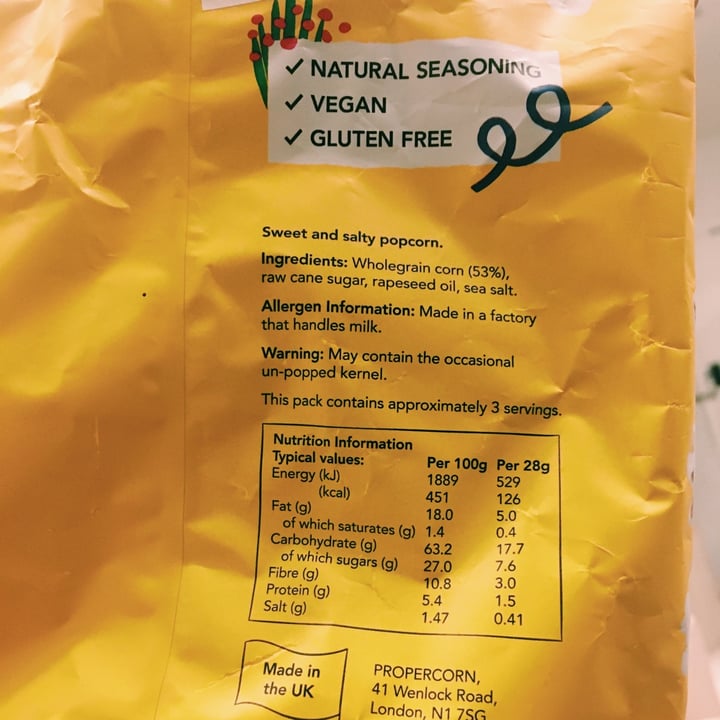 ✓ NATURAL SEASONING
✓ VEGAN
✓ GLUTEN FREE
Sweet and salty popcorn.
Ingredients: Wholegrain corn (53%),
raw cane sugar, rapeseed oil, sea salt.
Allergen Information: Made in a factory
that handles milk.
Warning: May contain the occasional
un-popped kernel.
This pack contains approximately 3 servings.
Nutrition Information
Typical values: Per 100g Per 28g
Energy (kJ) 1889 529
(kcal) 451 126
Fat (g) 18.0 5.0
of which saturates (g) 1.4 0.4
Carbohydrate (g) 63.2 17.7
of which sugars (g) 27.0 7.6
Fibre (g) 10.8 3.0
Protein (g) 5.4 1.5
Salt (g) 1.47 0.41
Made in
the UK
PROPERCORN,
41 Wenlock Road,
London, N1 7SG